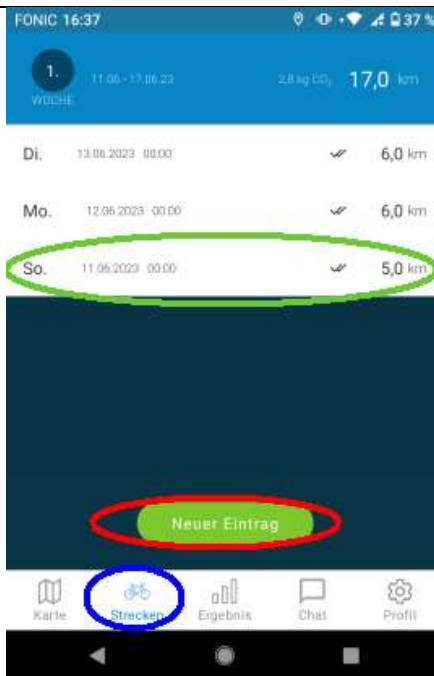 FONIC 16:37 37 %
1.
WOCHE
11.06 - 17.06.23 2,8 kg CO₂ 17,0 km
Di. 13.06.2023 00:00 6,0 km
Mo. 12.06.2023 00:00 6,0 km
So. 11.06.2023 00:00 5,0 km
Neuer Eintrag
Karte Strecken Ergebnis Chat Profil